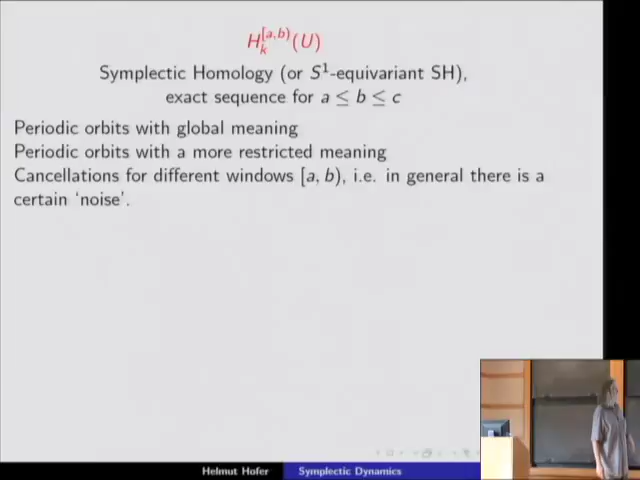 H_k^{[a,b)}(U)
Symplectic Homology (or S¹-equivariant SH),
exact sequence for a ≤ b ≤ c
Periodic orbits with global meaning
Periodic orbits with a more restricted meaning
Cancellations for different windows [a, b), i.e. in general there is a
certain ‘noise’.
Helmut Hofer Symplectic Dynamics